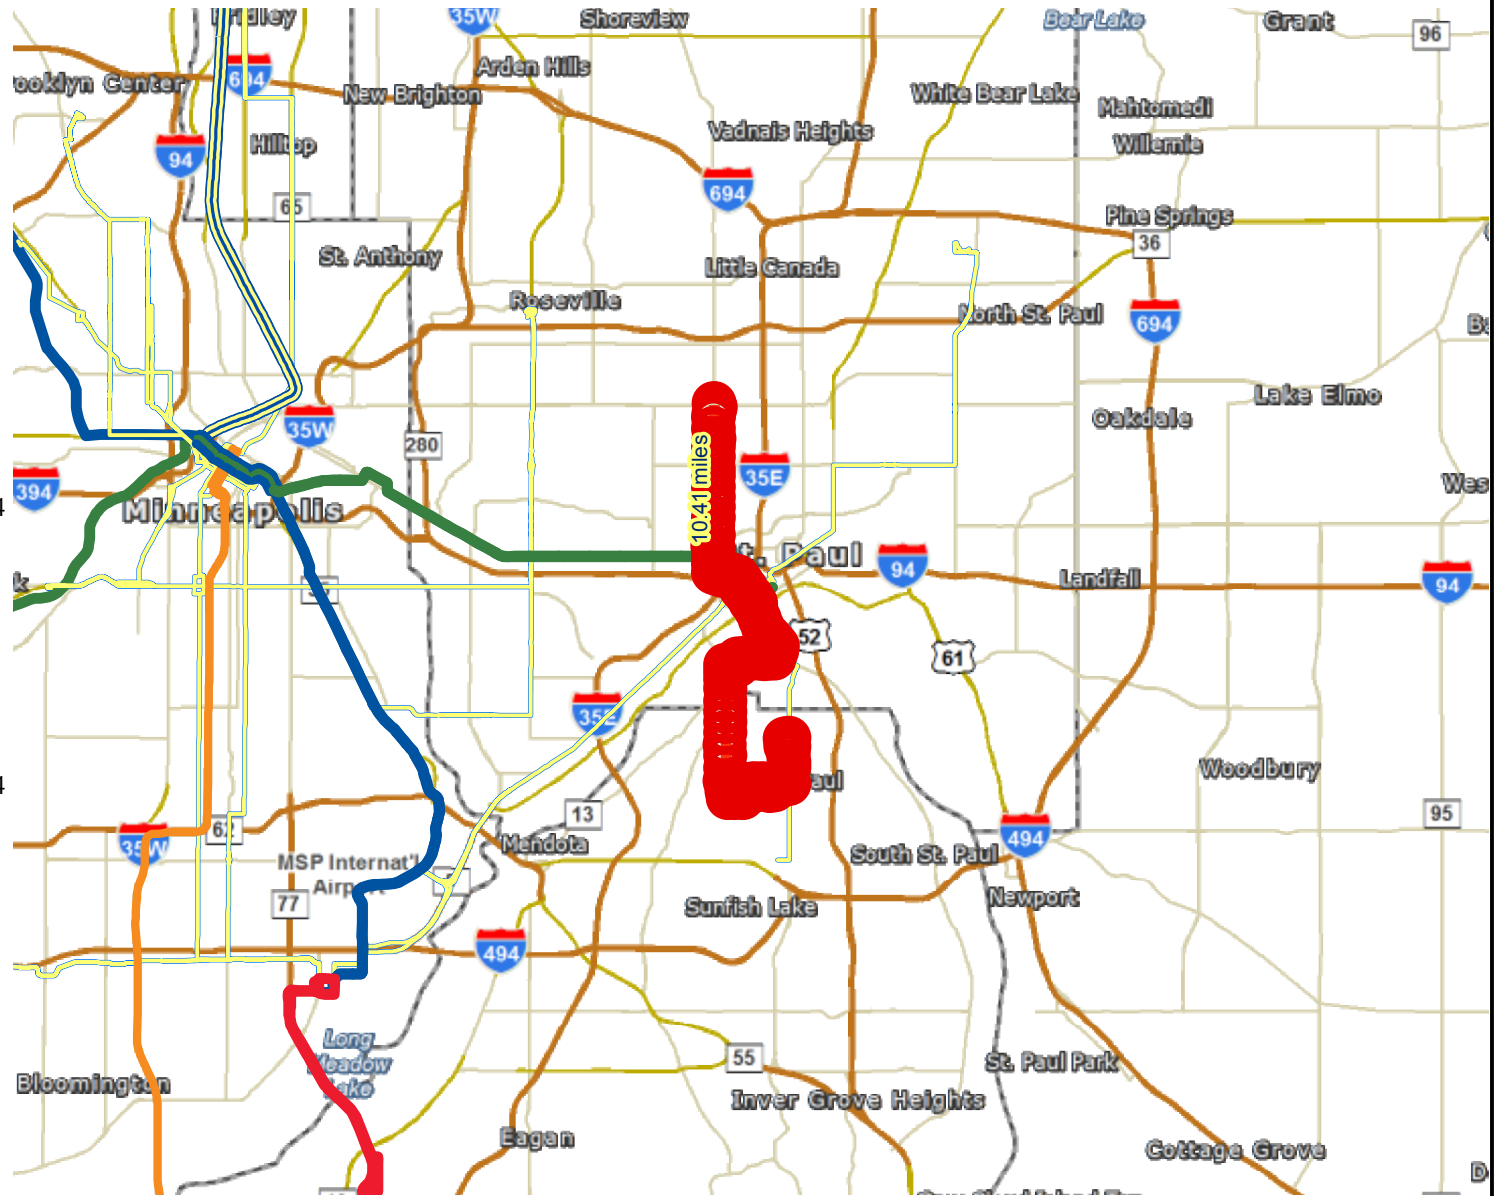 35W
Shoreview
Bear Lake
Grant
96
Arden Hills
694
ooklyn Center
New Brighton
White Bear Lake
Mahtomedi
Vadnais Heights
Hilltop
Willernie
94
694
65
Pine Springs
36
St. Anthony
Little Canada
Roseville
North St. Paul
694
Lake Elmo
Oakdale
35W
280
10.41 miles
35E
394
Wes
Minneapolis
t. Paul
94
Landfall
94
k
52
61
35E
Woodbury
aul
13
95
62
35W
494
Mendota
South St. Paul
MSP Internat'l
Airport
77
Newport
Sunfish Lake
494
Long
Meadow
Lake
55
St. Paul Park
Bloomington
Inver Grove Heights
Eagan
Cottage Grove
D